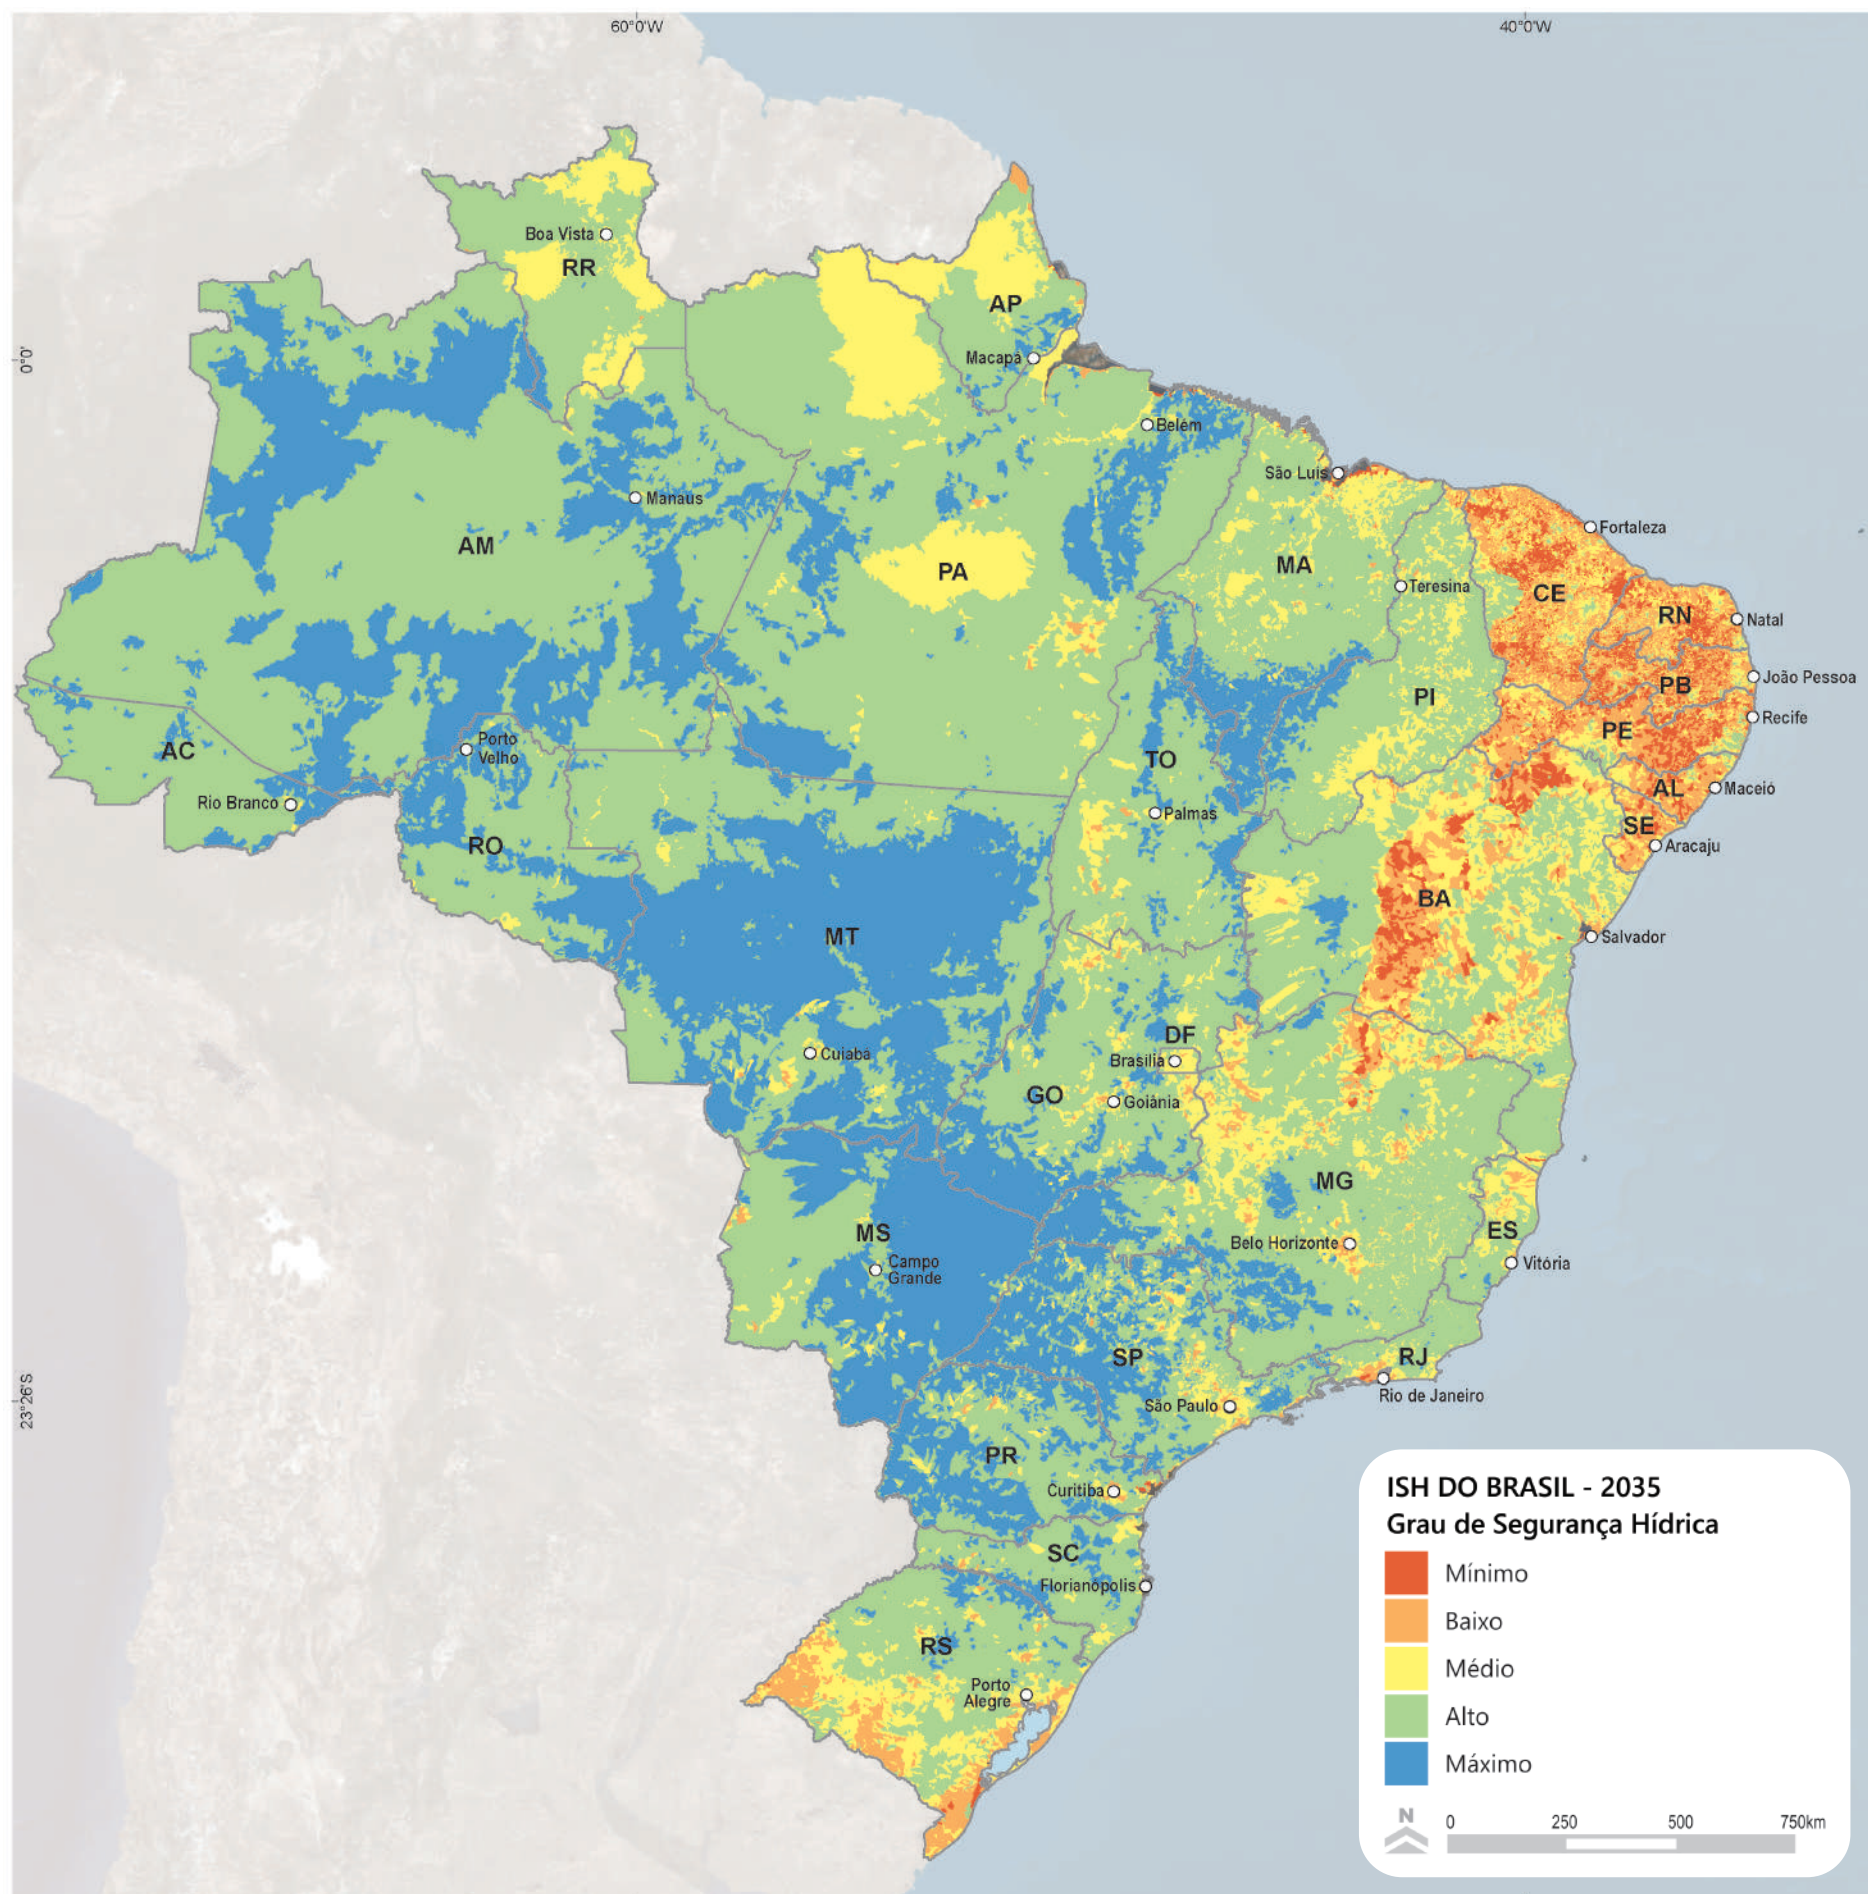 60°0'W
40°0'W
0°0'
23°26'S
Boa Vista
RR
AP
Macapá
Belém
São Luís
Manaus
Fortaleza
AM
PA
MA
Teresina
CE
RN
Natal
João Pessoa
PB
PI
Recife
PE
AC
Porto
Velho
TO
AL
Maceió
Rio Branco
Palmas
SE
RO
Aracaju
BA
MT
Salvador
DF
Cuiabá
Brasília
GO
Goiânia
MG
MS
ES
Belo Horizonte
Campo
Grande
Vitória
SP
RJ
Rio de Janeiro
São Paulo
PR
Curitiba
SC
Florianópolis
RS
Porto
Alegre
ISH DO BRASIL - 2035
Grau de Segurança Hídrica
Mínimo
Baixo
Médio
Alto
Máximo
N
0 250 500 750km